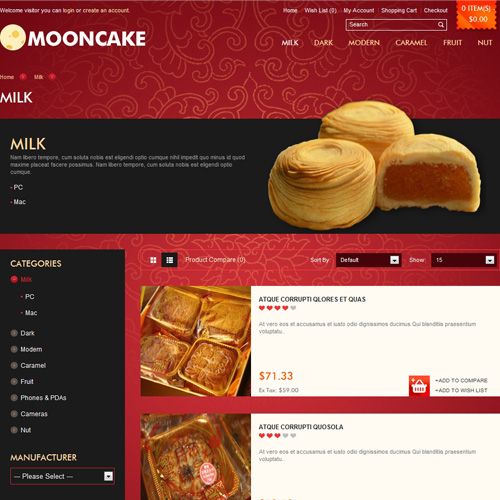 Welcome visitor you can login or create an account.
Home Wish List (0) My Account Shopping Cart Checkout
0 ITEM(S)
$0.00
Search
MOONCAKE
MILK DARK MODERN CARAMEL FRUIT NUT
Home Milk
MILK
MILK
Nam libero tempore, cum soluta nobis est eligendi optio cumque nihil impedit quo minus id quod
maxime placeat facere possimus. Nam libero tempore, cum soluta nobis est eligendi optio
cumque.
- PC
- Mac
CATEGORIES
Milk
PC
Mac
Dark
Modern
Caramel
Fruit
Phones & PDAs
Cameras
Nut
MANUFACTURER
--- Please Select ---
Product Compare (0)
Sort By: Default Show: 15
ATQUE CORRUPTI QLORES ET QUAS
At vero eos et accusamus et iusto odio dignissimos ducimus Qui blanditiis praesentium
voluptatu..
$71.33
Ex Tax: $59.00
+ADD TO COMPARE
+ADD TO WISH LIST
ATQUE CORRUPTI QUOSOLA
At vero eos et accusamus et iusto odio dignissimos ducimus Qui blanditiis praesentium
voluptatu..